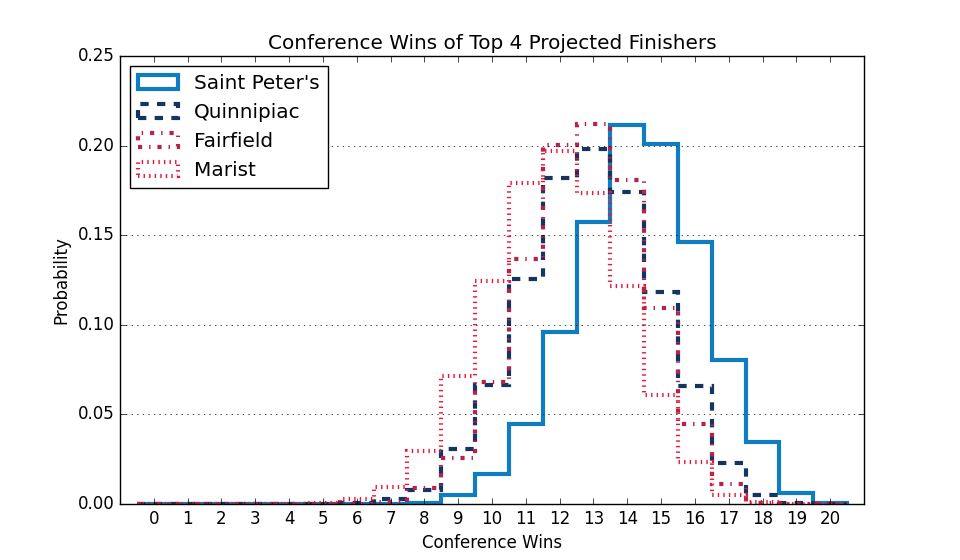 Conference Wins of Top 4 Projected Finishers
0.25
0.20
0.15
0.10
0.05
0.00
Probability
Saint Peter's
Quinnipiac
Fairfield
Marist
0 1 2 3 4 5 6 7 8 9 10 11 12 13 14 15 16 17 18 19 20
Conference Wins